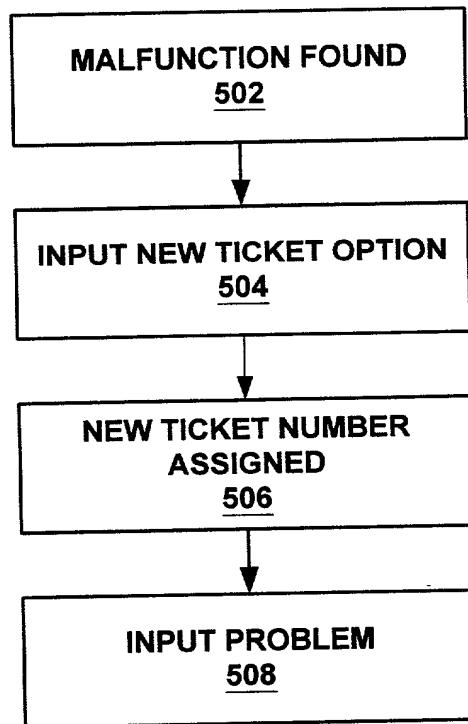 MALFUNCTION FOUND
502
INPUT NEW TICKET OPTION
504
NEW TICKET NUMBER
ASSIGNED
506
INPUT PROBLEM
508